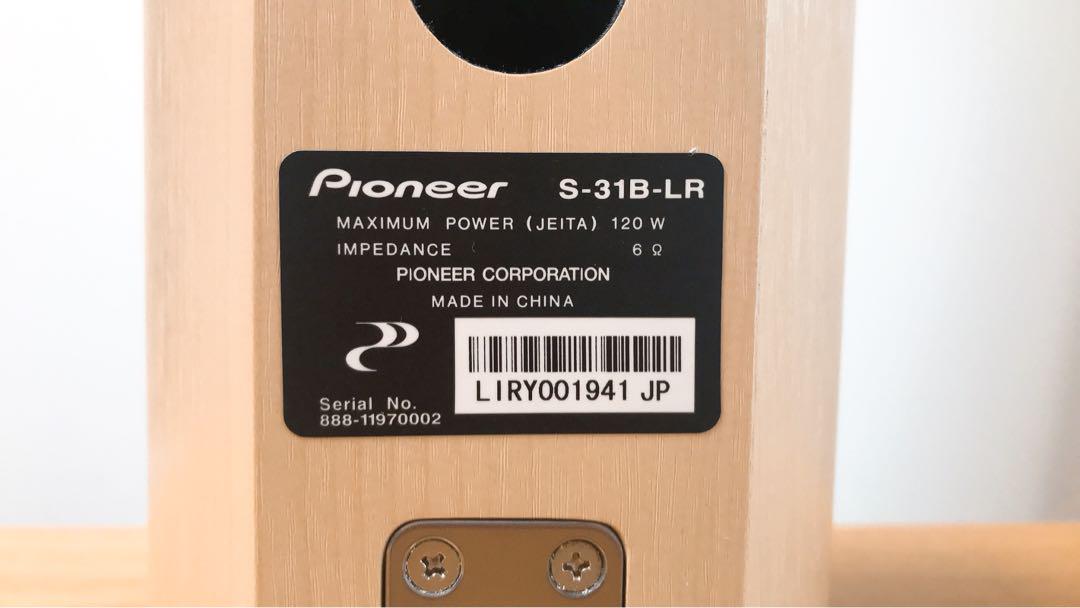 Pioneer S-31B-LR
MAXIMUM POWER (JEITA) 120 W
IMPEDANCE 6 Ω
PIONEER CORPORATION
MADE IN CHINA
LIRY001941 JP
Serial No.
888-11970002